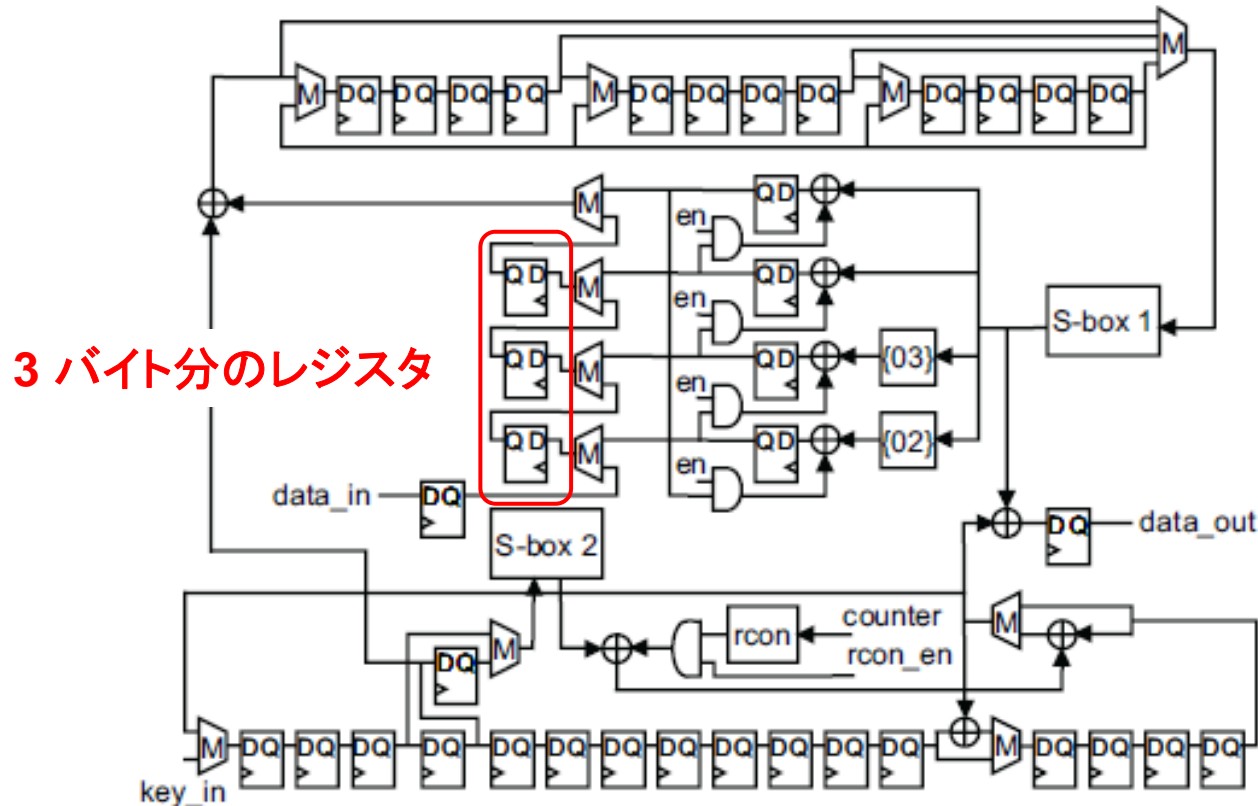 M
M DQ DQ DQ DQ M DQ DQ DQ DQ M DQ DQ DQ DQ
M QD
en
QD M QD
en S-box 1
3 バイト分のレジスタ
QD M QD {03}
en
QD M QD {02}
en
data_in DQ
DQ data_out
S-box 2
counter
M rcon M
rcon_en
DQ
M DQ DQ DQ DQ DQ DQ DQ DQ DQ DQ DQ DQ M DQ DQ DQ DQ
key_in